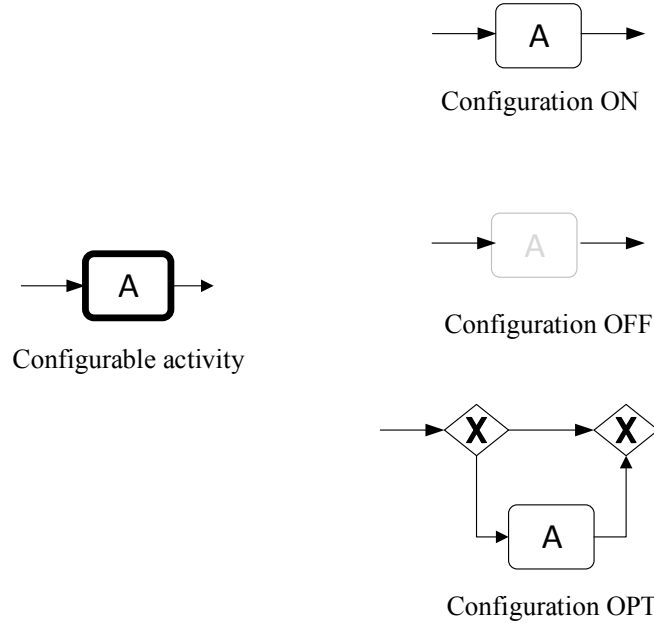 A
Configuration ON
A
Configuration OFF
A
Configurable activity
X X
A
Configuration OPT